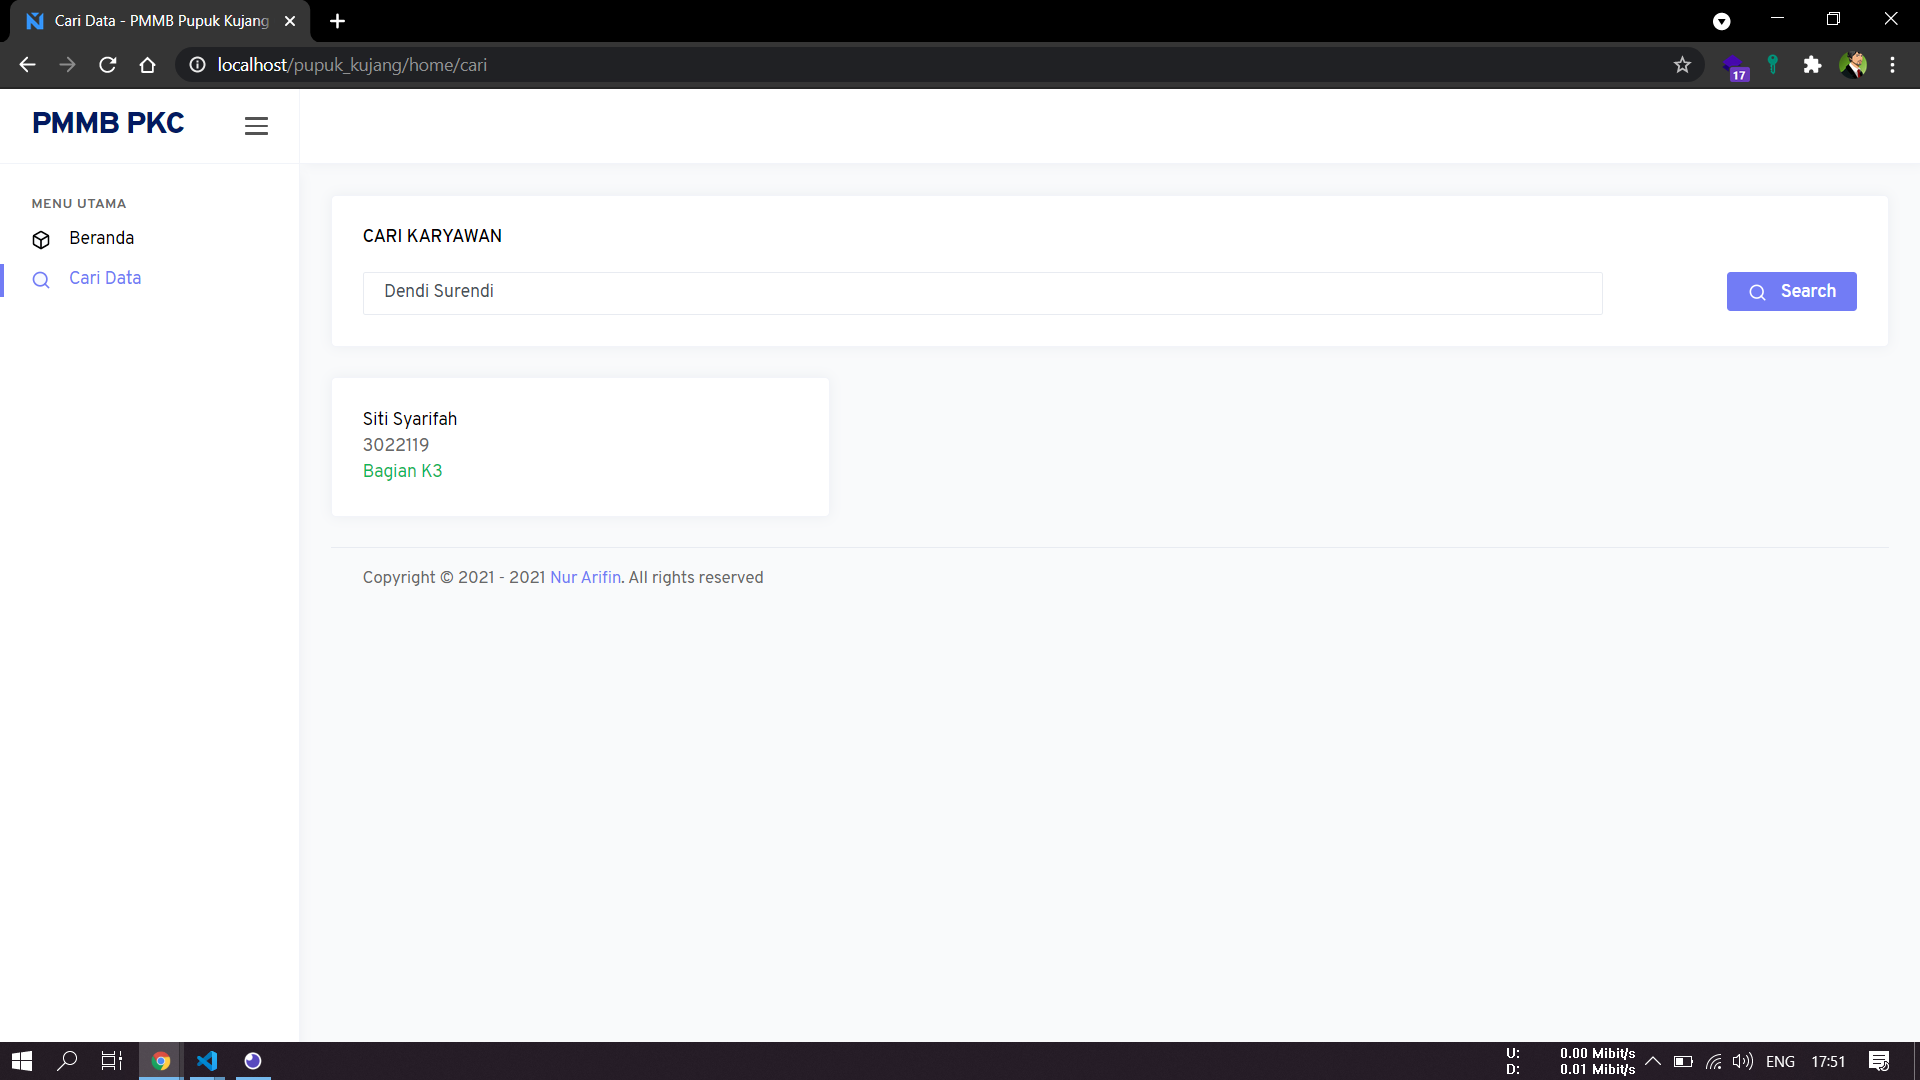 Cari Data - PMMB Pupuk Kujang
localhost/pupuk_kujang/home/cari
17
PMMB PKC
MENU UTAMA
Beranda
Cari Data
CARI KARYAWAN
Dendi Surendi
Search
Siti Syarifah
3022119
Bagian K3
Copyright © 2021 - 2021 Nur Arifin. All rights reserved
U: 0.00 Mibit/s
D: 0.01 Mibit/s
ENG
17:51